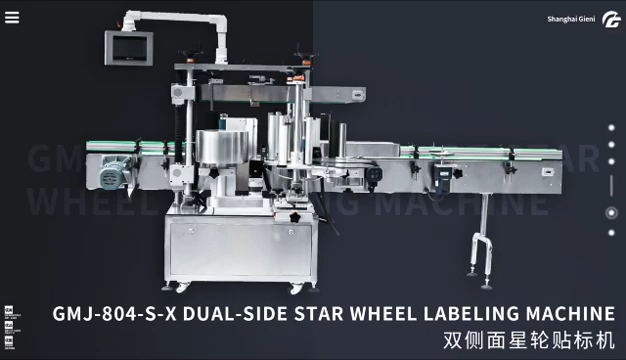 Shanghai Gieni
GMJ-804-S-X DUAL-SIDE STAR WHEEL LABELING MACHINE
双侧面星轮贴标机